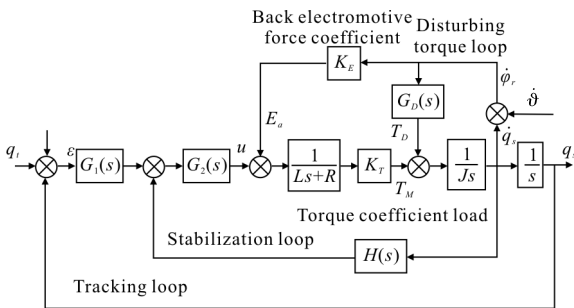 Back electromotive
force coefficient
Disturbing
torque loop
K_E
φ̇_r
G_D(s)
ϑ̇
E_a
T_D
q_t
ε
G_1(s)
G_2(s)
u
1
Ls+R
K_T
T_M
1
Js
q̇_s
1
s
q_s
Torque coefficient load
Stabilization loop
H(s)
Tracking loop